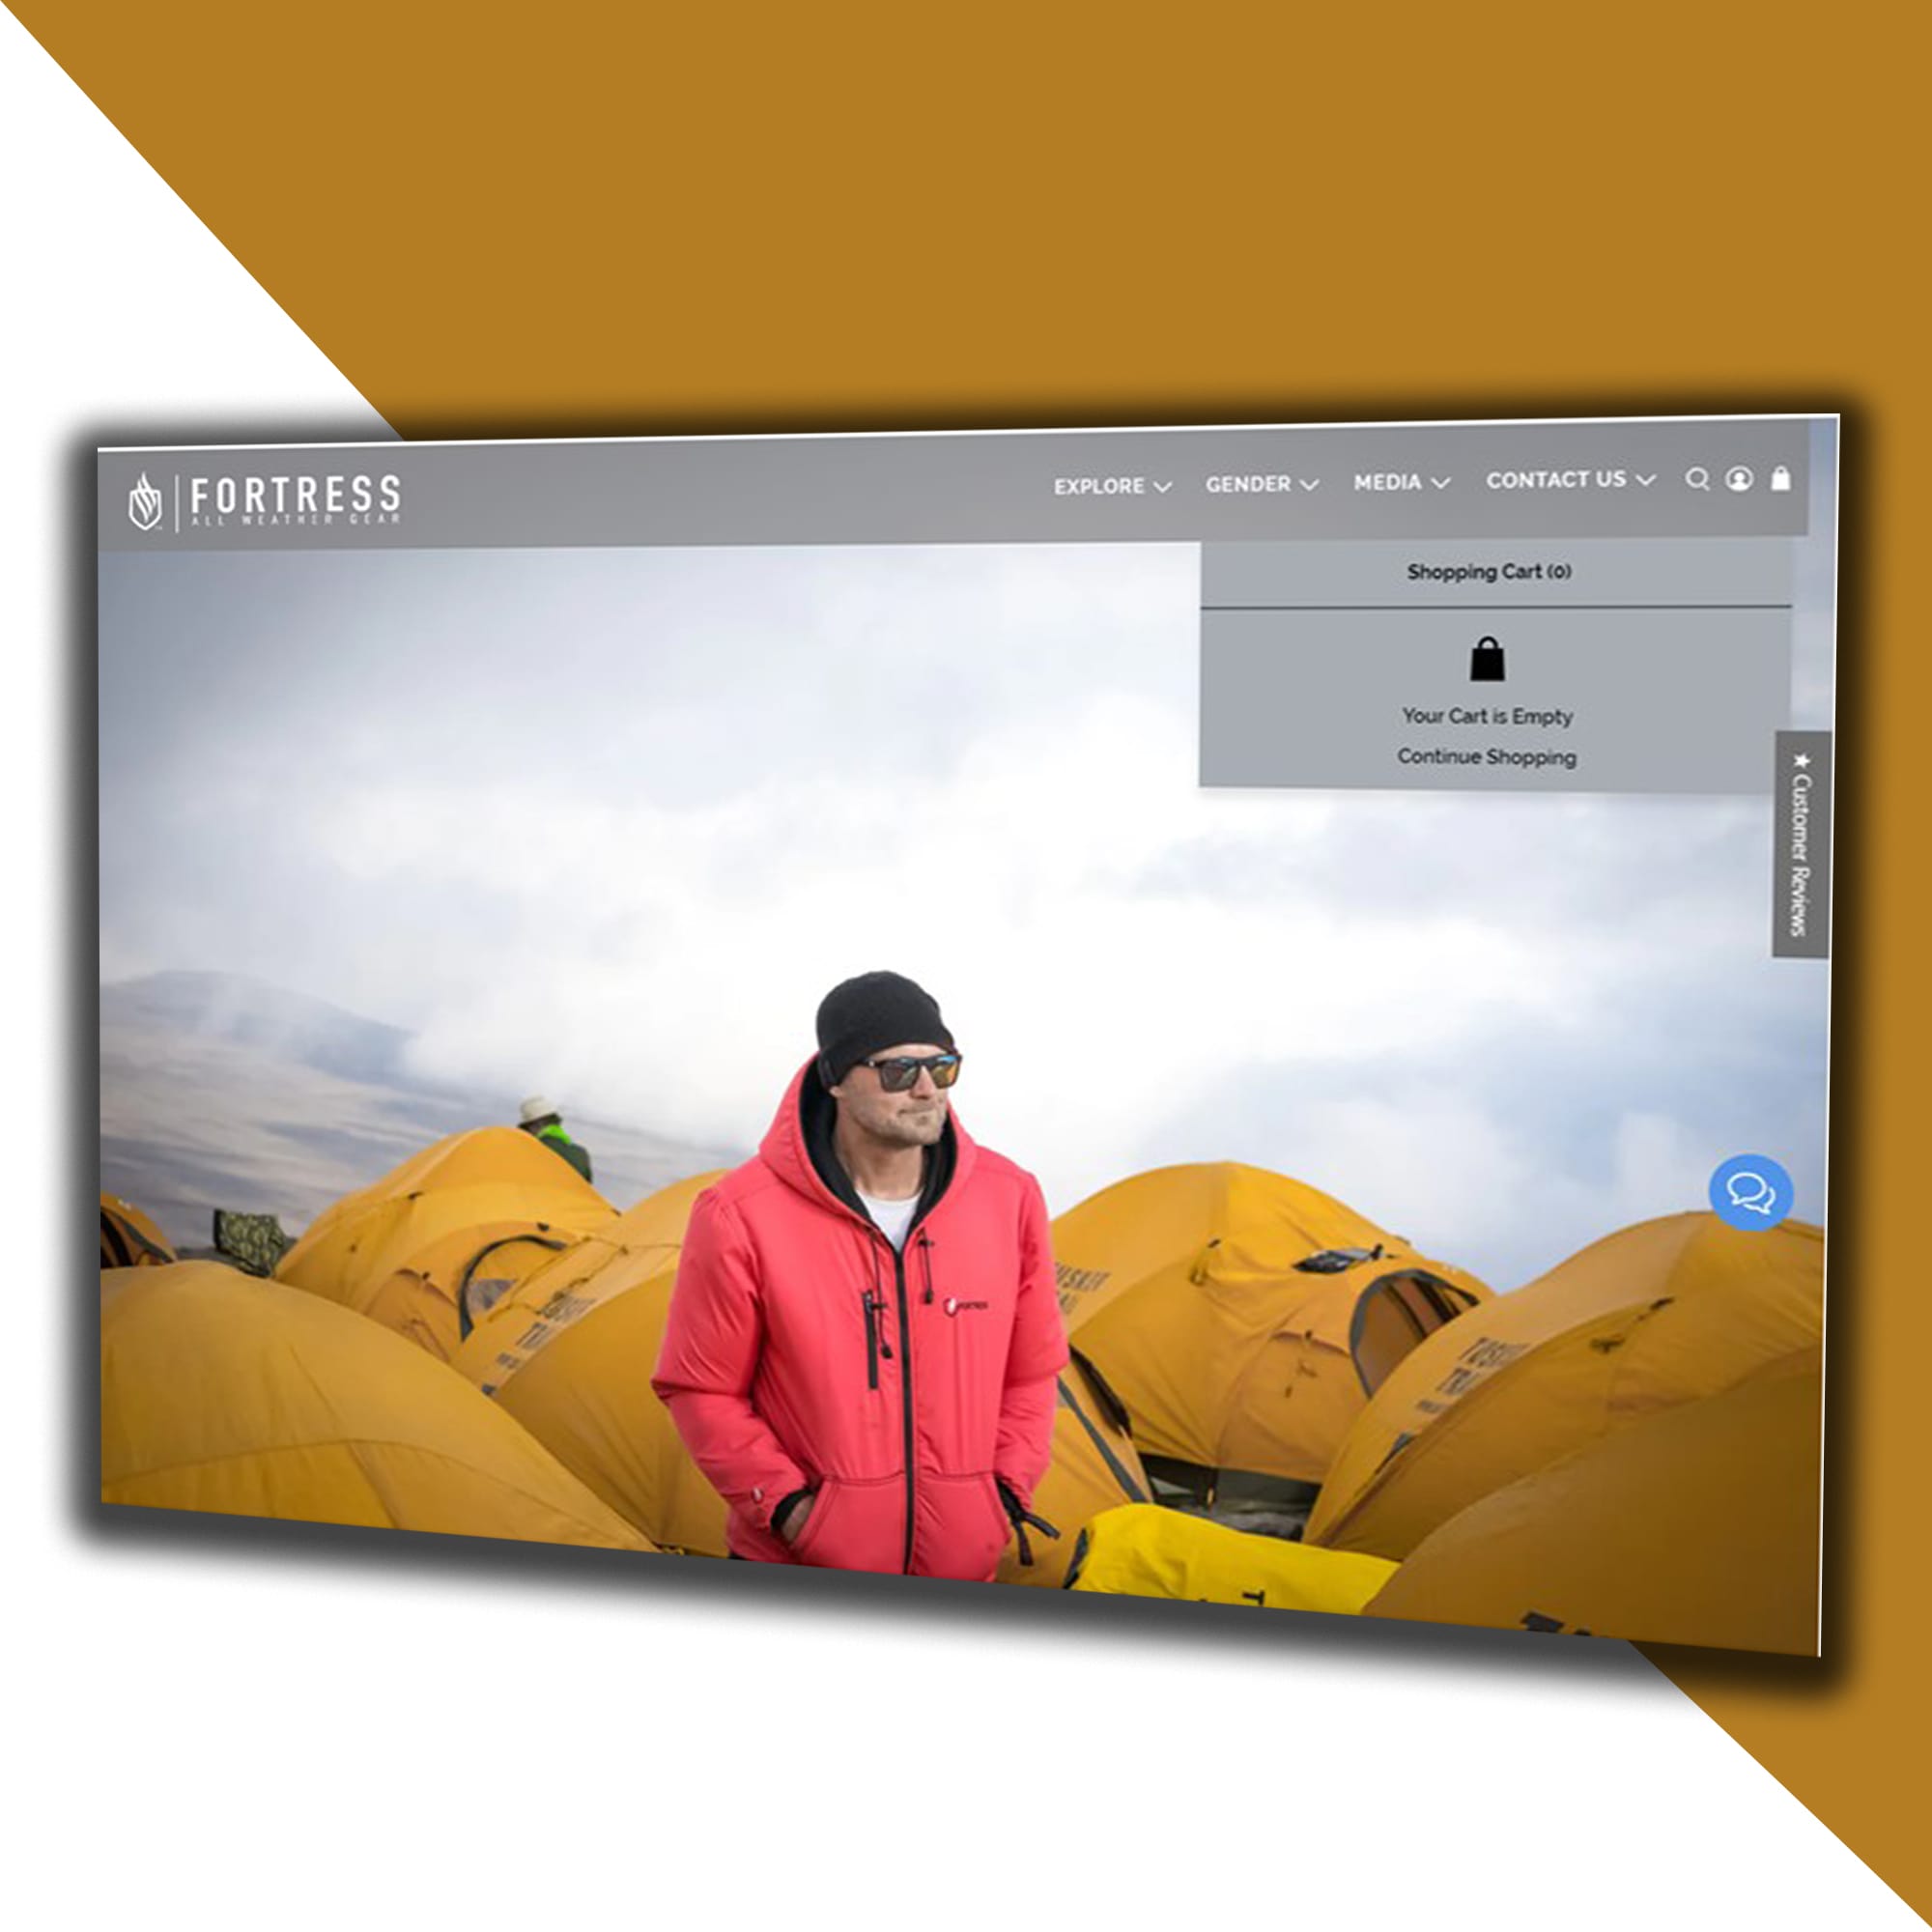 FORTRESS
ALL WEATHER GEAR
EXPLORE
GENDER
MEDIA
CONTACT US
Shopping Cart (0)
Your Cart is Empty
Continue Shopping
★ Customer Reviews
FORTRESS